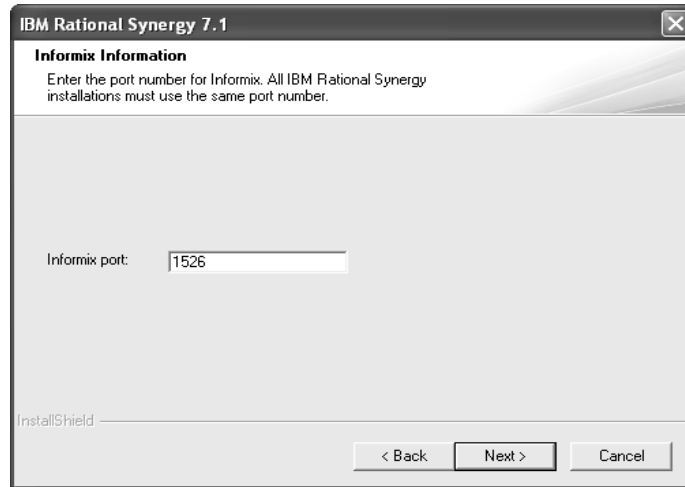 IBM Rational Synergy 7.1
Informix Information
Enter the port number for Informix. All IBM Rational Synergy
installations must use the same port number.
Informix port: 1526
InstallShield
< Back Next > Cancel